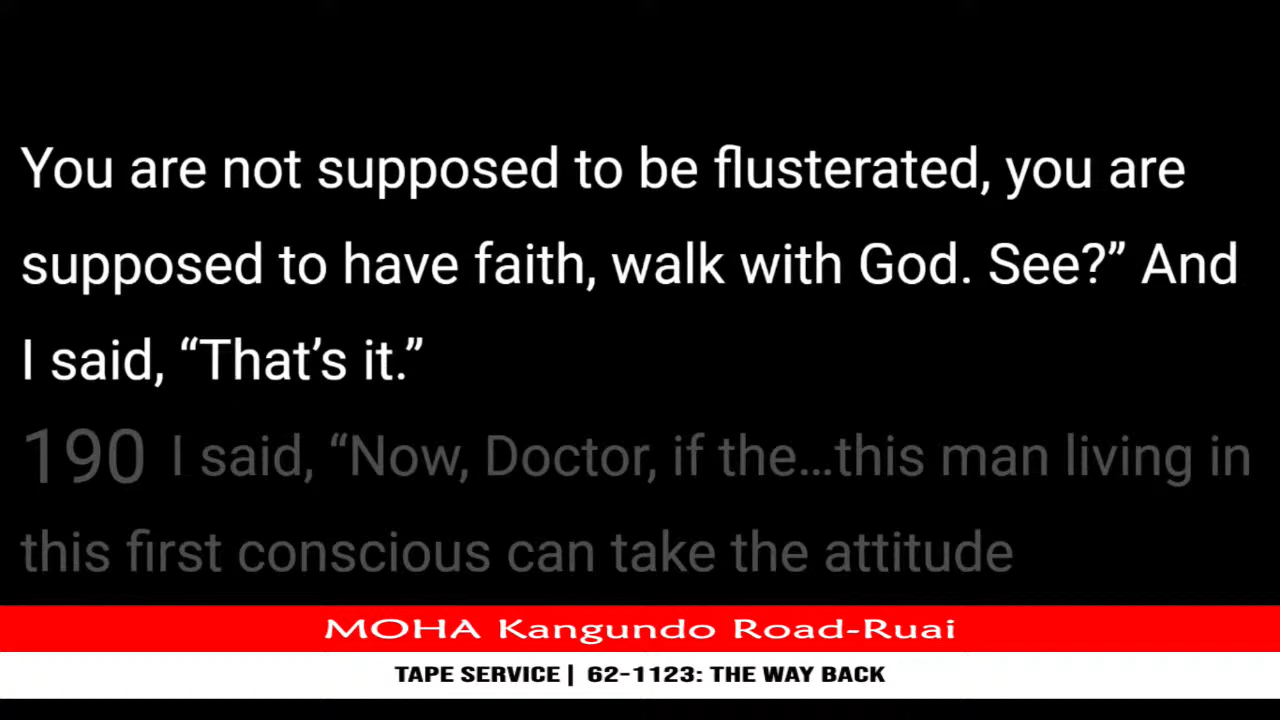 You are not supposed to be flusterated, you are
supposed to have faith, walk with God. See?” And
I said, “That’s it.”
190 I said, “Now, Doctor, if the…this man living in
this first conscious can take the attitude
MOHA Kangundo Road-Ruai
TAPE SERVICE | 62-1123: THE WAY BACK